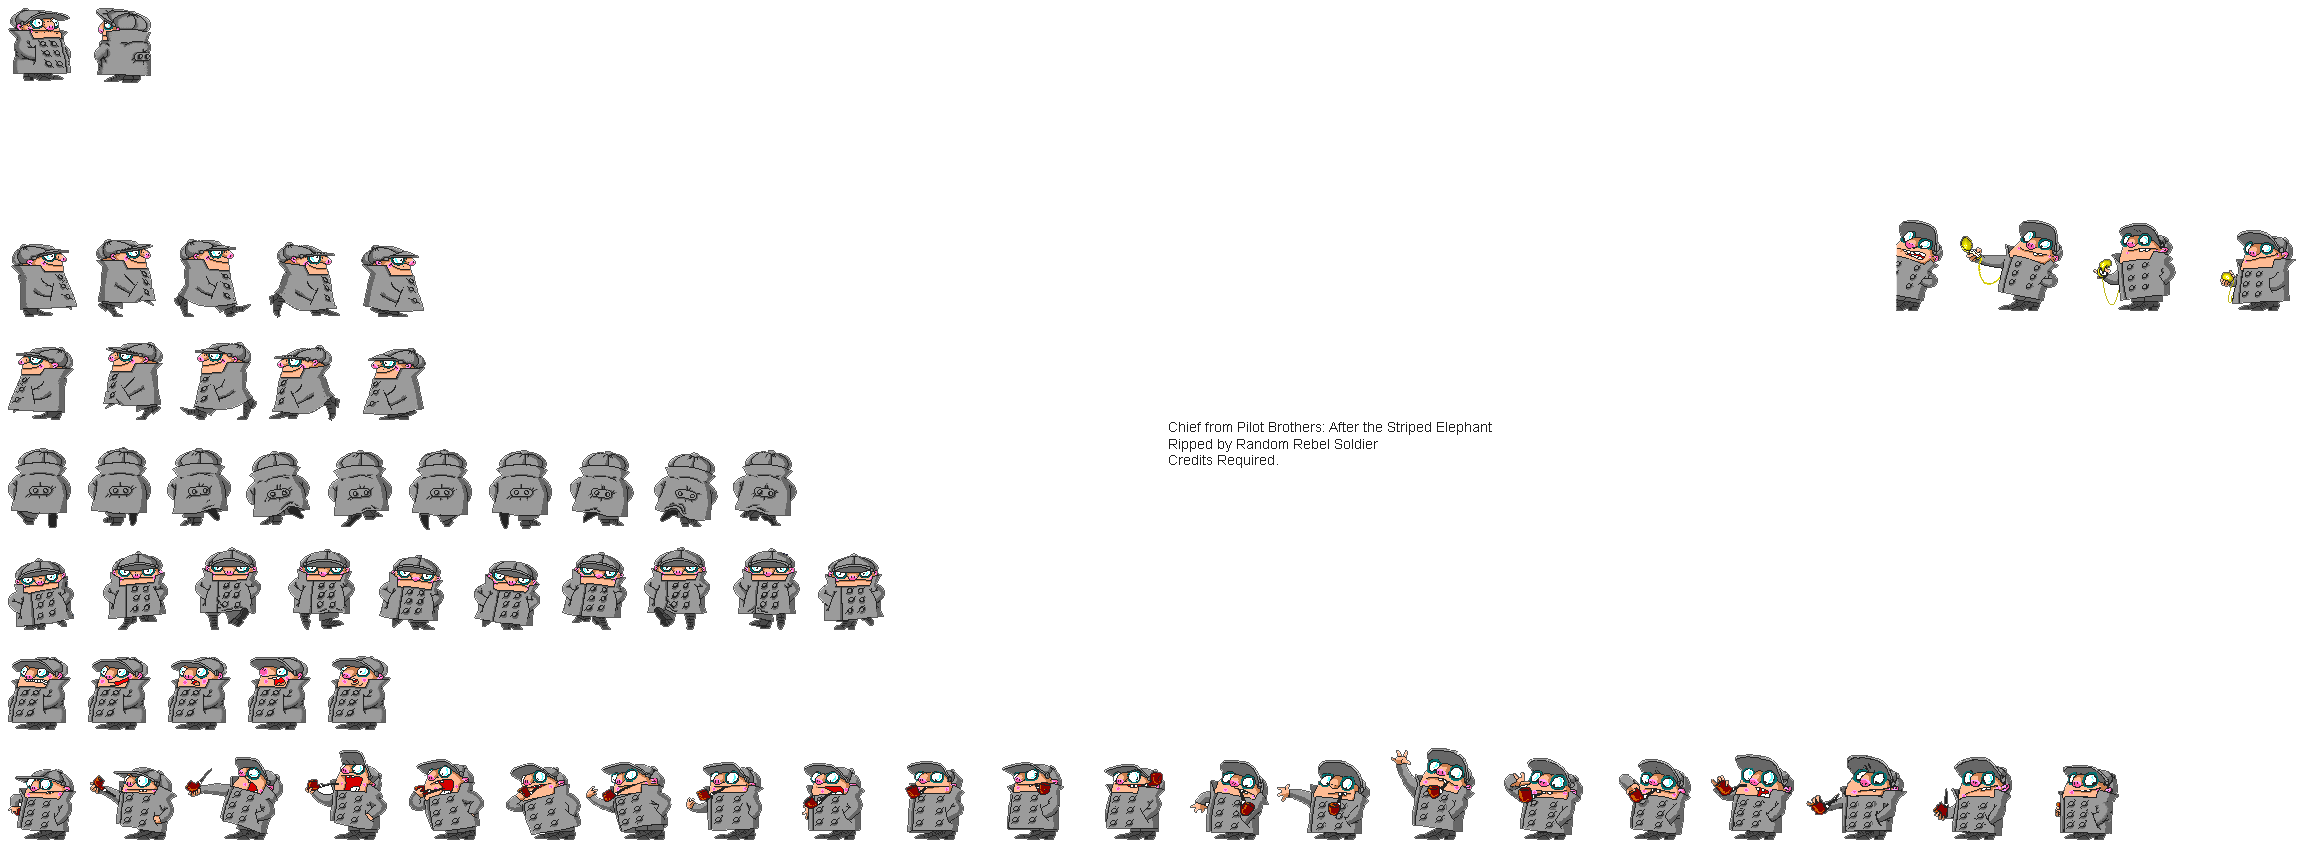 Chief from Pilot Brothers: After the Striped Elephant
Ripped by Random Rebel Soldier
Credits Required.